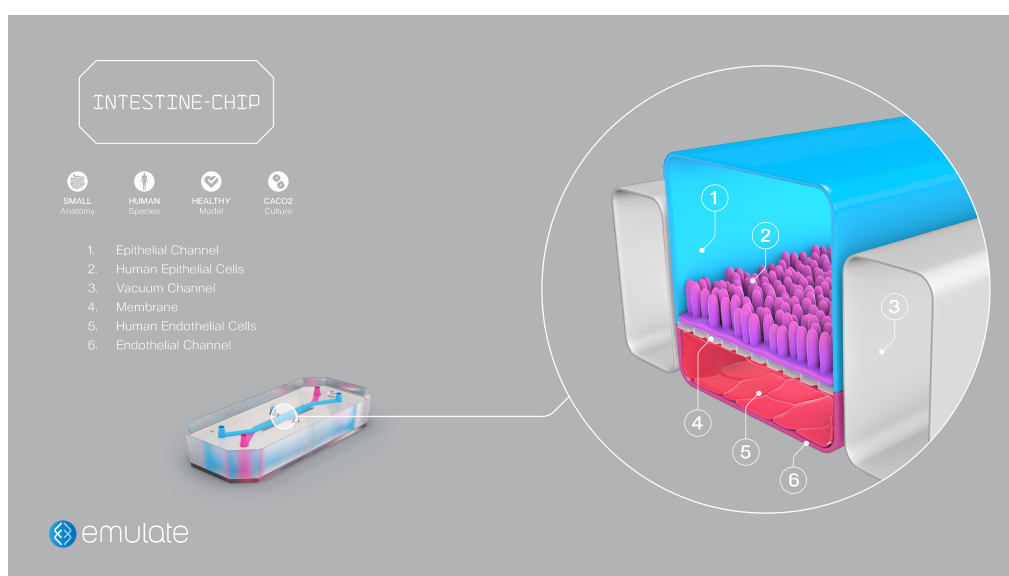 INTESTINE-CHIP
SMALL
Anatomy
HUMAN
Species
HEALTHY
Model
CACO2
Culture
1. Epithelial Channel
2. Human Epithelial Cells
3. Vacuum Channel
4. Membrane
5. Human Endothelial Cells
6. Endothelial Channel
1
2
3
4
5
6
emulate